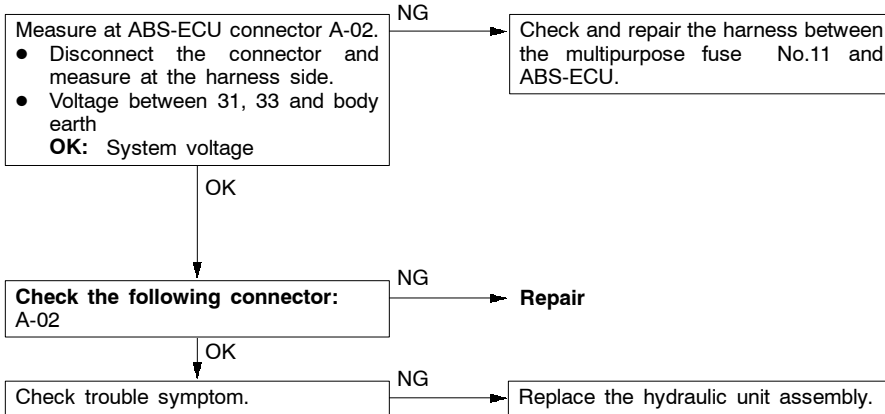 Measure at ABS-ECU connector A-02.
● Disconnect the connector and
measure at the harness side.
● Voltage between 31, 33 and body
earth
OK: System voltage
NG
Check and repair the harness between
the multipurpose fuse No.11 and
ABS-ECU.
OK
Check the following connector:
A-02
NG
Repair
OK
Check trouble symptom.
NG
Replace the hydraulic unit assembly.